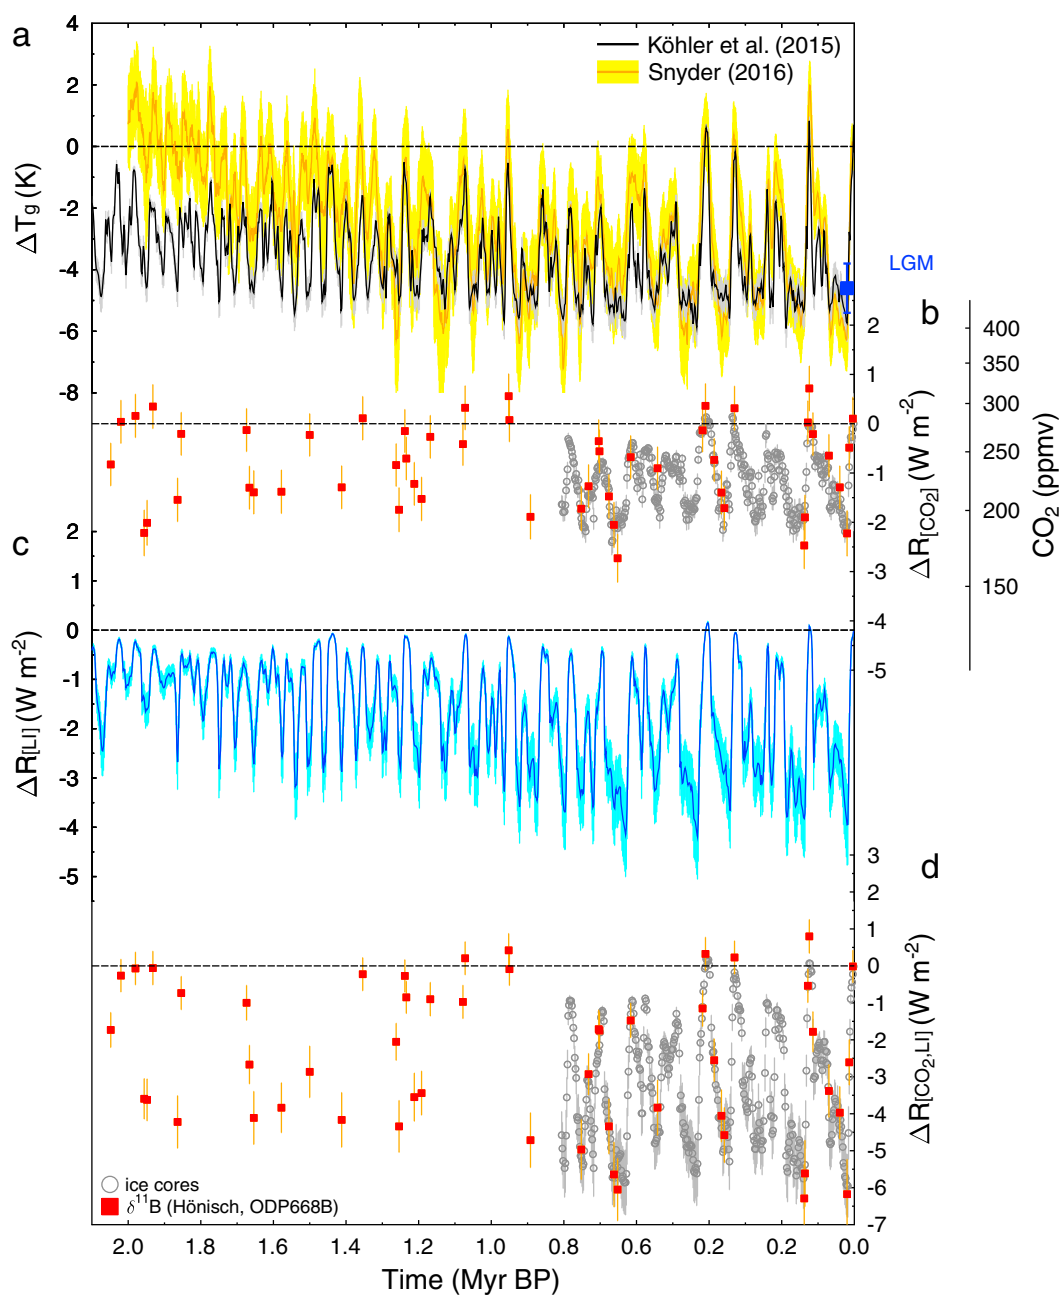 a
4
2
0
-2
-4
-6
-8
ΔTg (K)
Köhler et al. (2015)
Snyder (2016)
LGM
b
2
1
0
-1
-2
-3
-4
-5
ΔR[CO2] (W m-2)
400
350
300
250
200
150
CO2 (ppmv)
c
2
1
0
-1
-2
-3
-4
-5
ΔR[LI] (W m-2)
d
3
2
1
0
-1
-2
-3
-4
-5
-6
-7
ΔR[CO2,LI] (W m-2)
ice cores
δ11B (Hönisch, ODP668B)
2.0 1.8 1.6 1.4 1.2 1.0 0.8 0.6 0.2 0.2 0.0
Time (Myr BP)